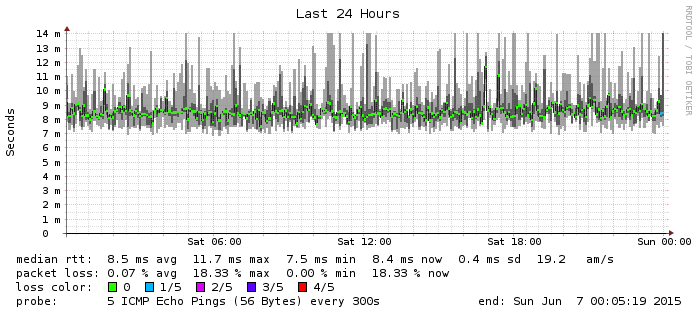 Last 24 Hours
RRDTOOL / TOBI OETIKER
Seconds
14 m
13 m
12 m
11 m
10 m
9 m
8 m
7 m
6 m
5 m
4 m
3 m
2 m
1 m
0
Sat 06:00 Sat 12:00 Sat 18:00 Sun 00:00
median rtt: 8.5 ms avg 11.7 ms max 7.5 ms min 8.4 ms now 0.4 ms sd 19.2 am/s
packet loss: 0.07 % avg 18.33 % max 0.00 % min 18.33 % now
loss color: 0 1/5 2/5 3/5 4/5
probe: 5 ICMP Echo Pings (56 Bytes) every 300s end: Sun Jun 7 00:05:19 2015